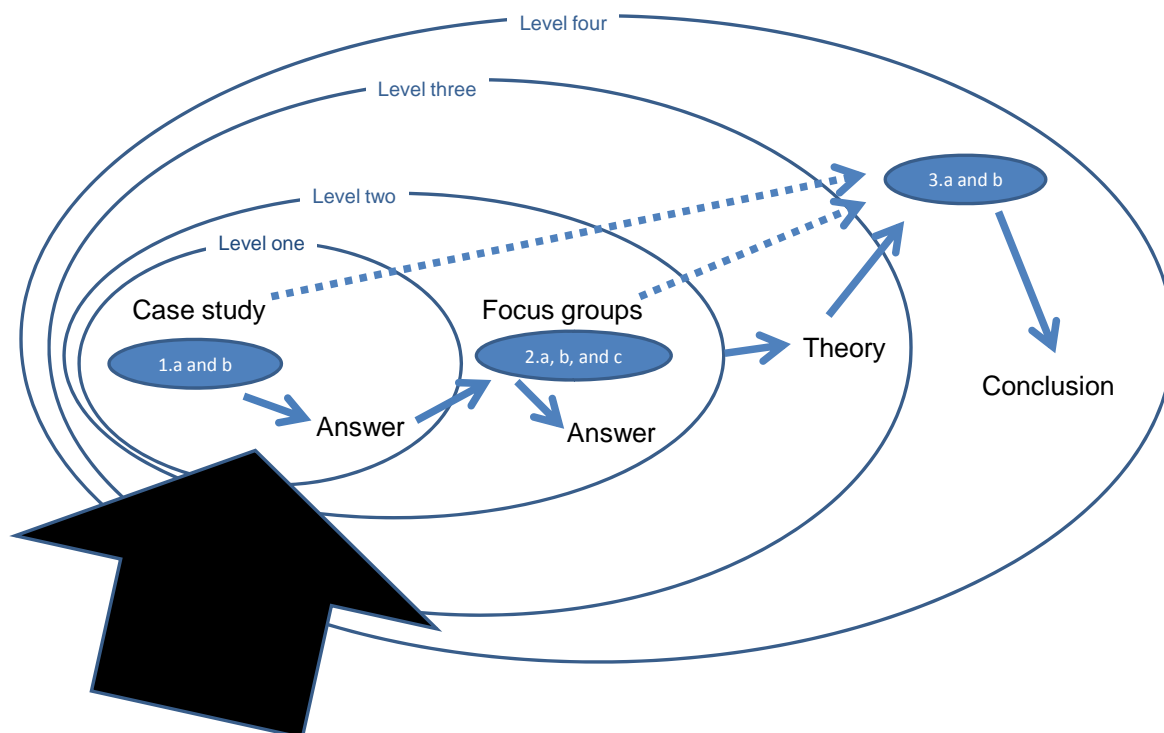 Level four
Level three
3.a and b
Level two
Level one
Case study
Focus groups
1.a and b
2.a, b, and c
Theory
Conclusion
Answer
Answer